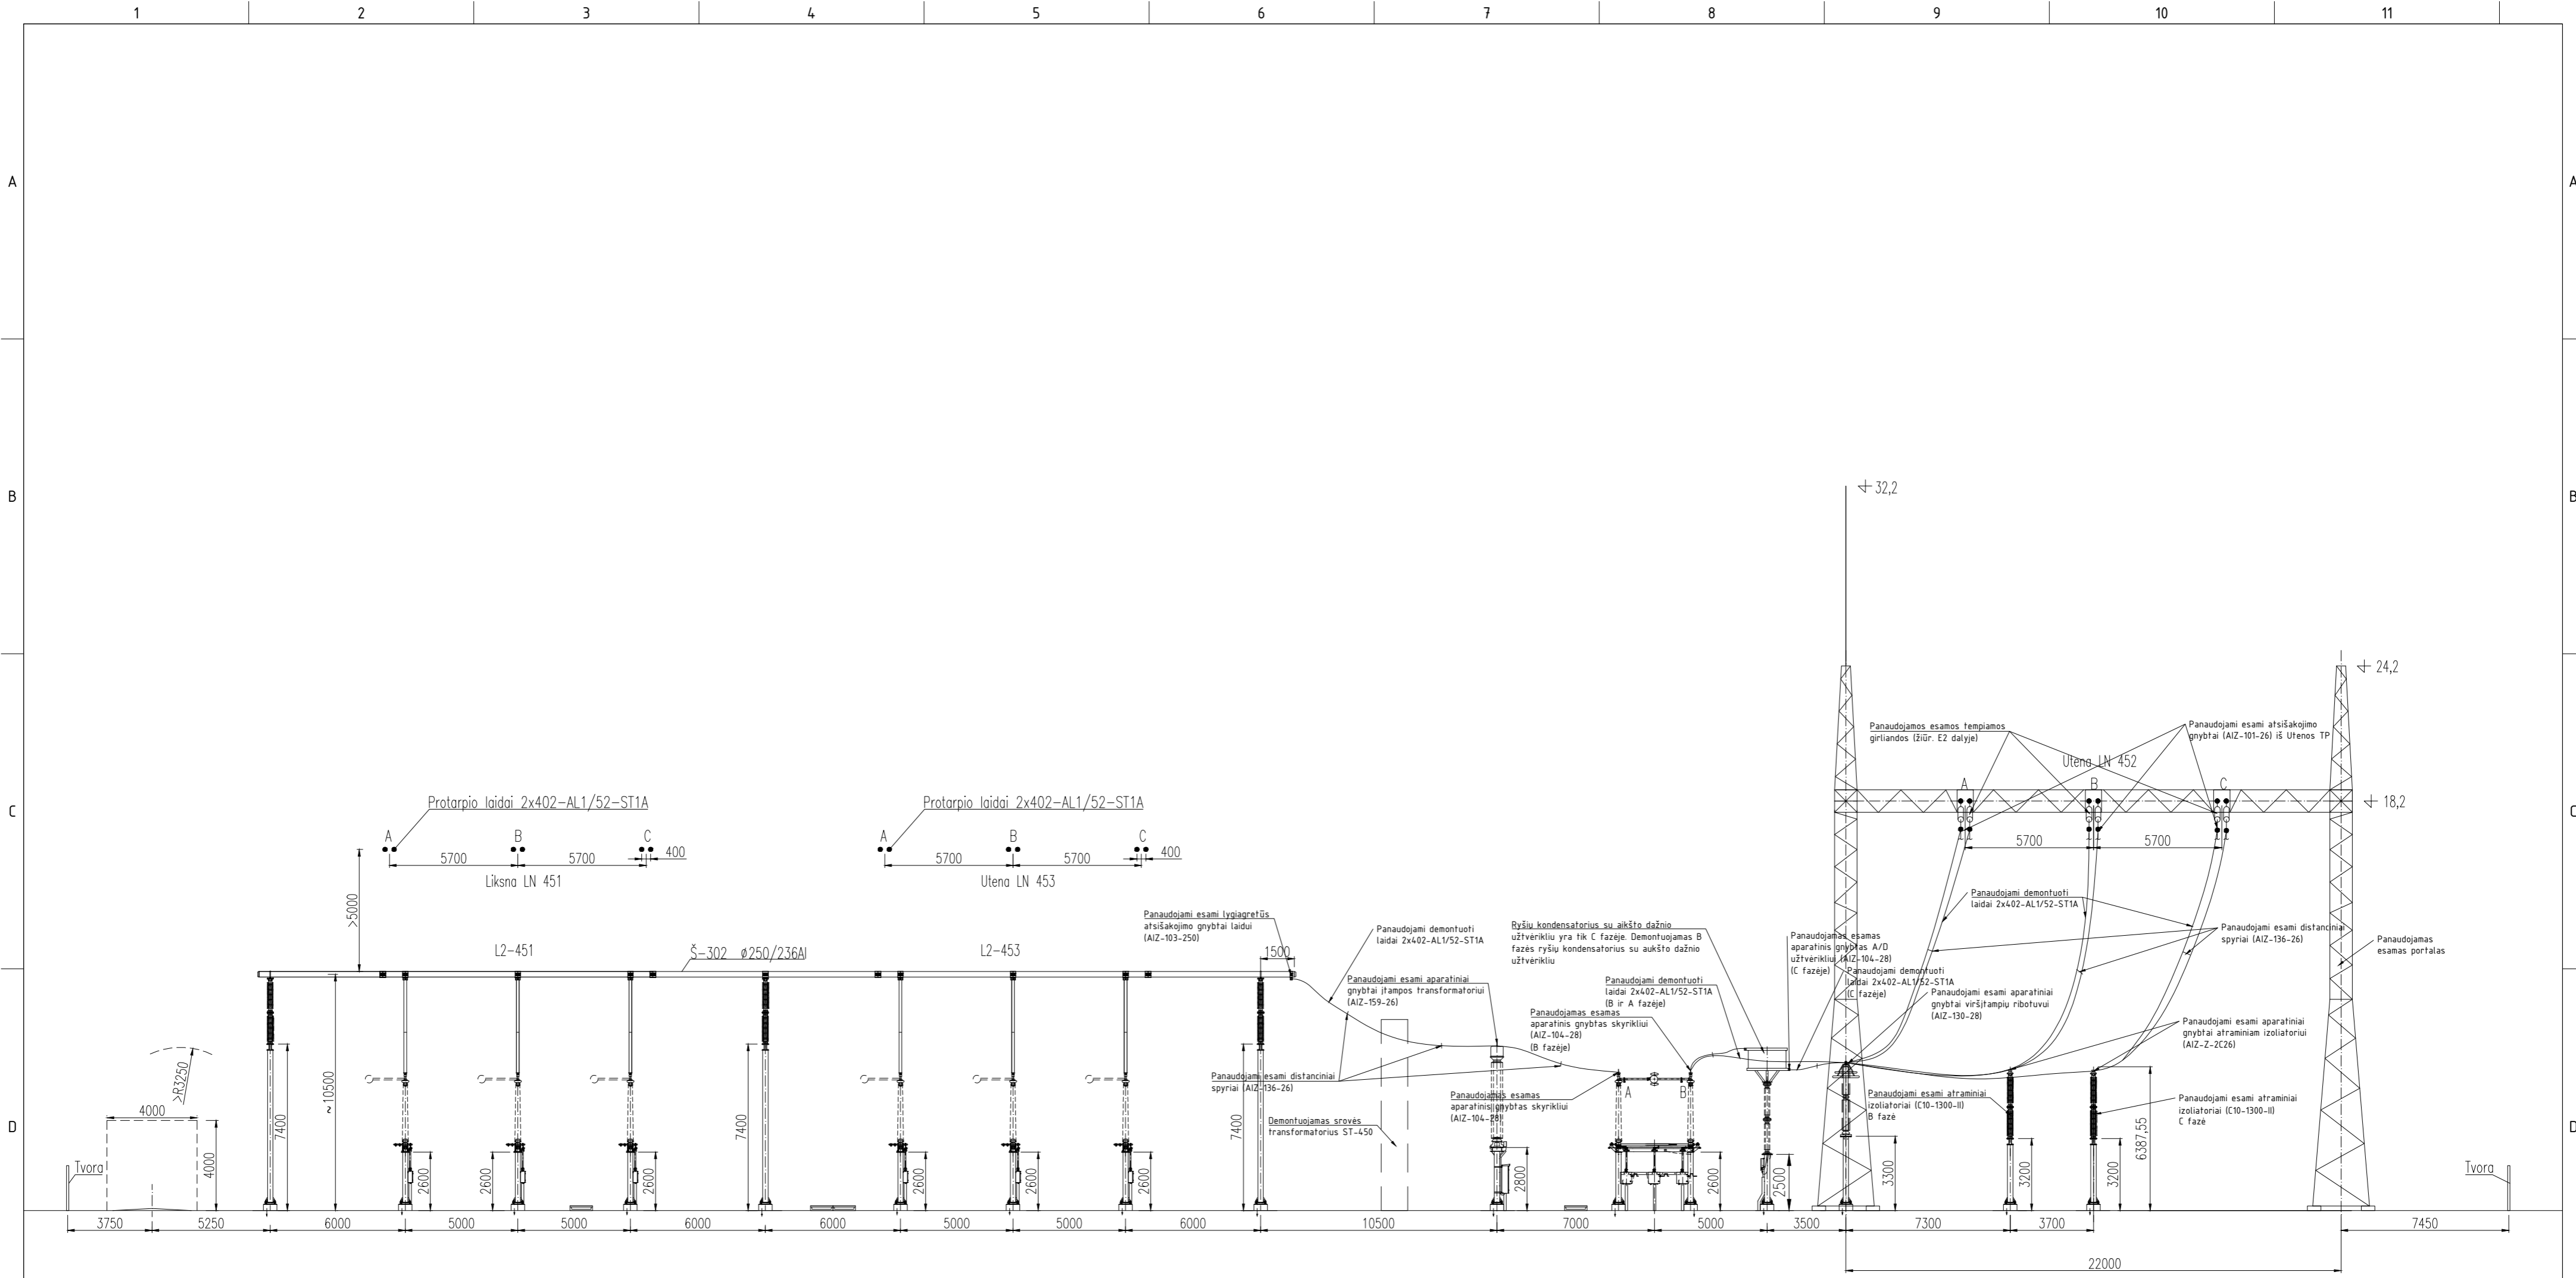 1 2 3 4 5 6 7 8 9 10 11
A
A
B
B
C
C
D
D
32,2
24,2
18,2
Panaudojamos esamos tempiamos
girliandos (žiūr. E2 dalyje)
Panaudojami esami atsišakojimo
gnybtai (AIZ-101-26) iš Utenos TP
Utena LN 452
A B C
5700 5700
Protarpio laidai 2x402-AL1/52-ST1A
A B C
5700 5700 400
Liksna LN 451
Protarpio laidai 2x402-AL1/52-ST1A
A B C
5700 5700 400
Utena LN 453
>5000
L2-451
Š-302 ø250/236Al
L2-453
1500
Panaudojami esami lygiagretūs
atsišakojimo gnybtai laidui
(AIZ-103-250)
Panaudojami demontuoti
laidai 2x402-AL1/52-ST1A
Panaudojami esami aparatiniai
gnybtai įtampos transformatoriui
(AIZ-159-26)
Ryšių kondensatorius su aikšto dažnio
užtvėrikliu yra tik C fazėje. Demontuojamas B
fazės ryšių kondensatorius su aukšto dažnio
užtvėrikliu
Panaudojami demontuoti
laidai 2x402-AL1/52-ST1A
(B ir A fazėje)
Panaudojamas esamas
aparatinis gnybtas skyrikliui
(AIZ-104-28)
(B fazėje)
Panaudojamas esamas
aparatinis gnybtas A/D
užtvėrikliui (AIZ-104-28)
(C fazėje)
Panaudojami demontuoti
laidai 2x402-AL1/52-ST1A
(C fazėje)
Panaudojami esami aparatiniai
gnybtai viršįtampių ribotuvui
(AIZ-130-28)
Panaudojami demontuoti
laidai 2x402-AL1/52-ST1A
Panaudojami esami distanciniai
spyriai (AIZ-136-26)
Panaudojamas
esamas portalas
Panaudojami esami aparatiniai
gnybtai atraminiam izoliatoriui
(AIZ-Z-2C26)
Panaudojami esami distanciniai
spyriai (AIZ-136-26)
Panaudojamas esamas
aparatinis gnybtas skyrikliui
(AIZ-104-28)
Demontuojamas srovės
transformatorius ST-450
A B
Panaudojami esami atraminiai
izoliatoriai (C10-1300-II)
B fazė
Panaudojami esami atraminiai
izoliatoriai (C10-1300-II)
C fazė
>R3250
4000
4000
Tvora
7400
~10500
2600
2600
2600
7400
2600
2600
2600
7400
2800
2600
2500
3300
3200
3200
6387,55
Tvora
3750 5250 6000 5000 5000 6000 6000 5000 5000 6000 10500 7000 5000 3500 7300 3700 7450
22000